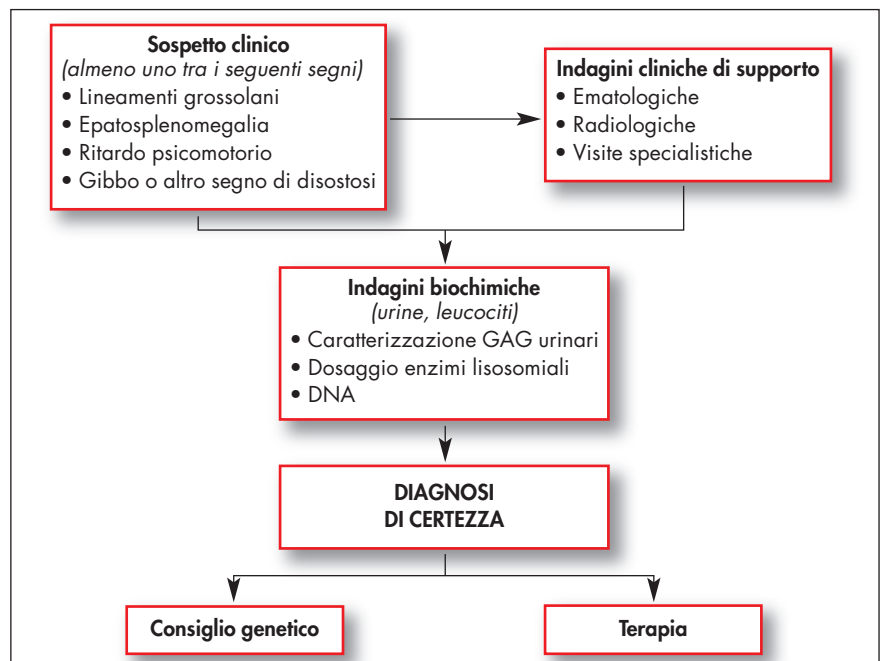 Sospetto clinico
(almeno uno tra i seguenti segni)
• Lineamenti grossolani
• Epatosplenomegalia
• Ritardo psicomotorio
• Gibbo o altro segno di disostosi
Indagini cliniche di supporto
• Ematologiche
• Radiologiche
• Visite specialistiche
Indagini biochimiche
(urine, leucociti)
• Caratterizzazione GAG urinari
• Dosaggio enzimi lisosomiali
• DNA
DIAGNOSI
DI CERTEZZA
Consiglio genetico
Terapia